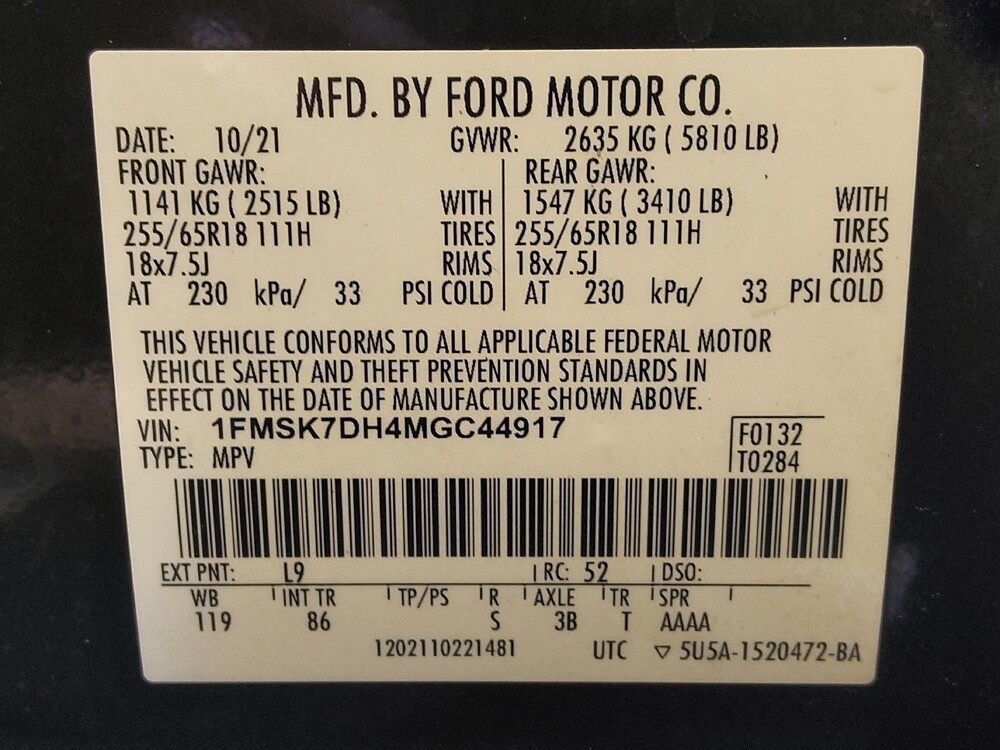 MFD. BY FORD MOTOR CO.
DATE: 10/21 GVWR: 2635 KG ( 5810 LB)
FRONT GAWR: REAR GAWR:
1141 KG ( 2515 LB) WITH 1547 KG ( 3410 LB) WITH
255/65R18 111H TIRES 255/65R18 111H TIRES
18x7.5J RIMS 18x7.5J RIMS
AT 230 kPa/ 33 PSI COLD AT 230 kPa/ 33 PSI COLD
THIS VEHICLE CONFORMS TO ALL APPLICABLE FEDERAL MOTOR
VEHICLE SAFETY AND THEFT PREVENTION STANDARDS IN
EFFECT ON THE DATE OF MANUFACTURE SHOWN ABOVE.
VIN: 1FMSK7DH4MGC44917 F0132
TYPE: MPV T0284
EXT PNT: L9 RC: 52 DSO:
WB INT TR TP/PS R AXLE TR SPR
119 86 S 3B T AAAA
1202110221481 UTC ▽ 5U5A-1520472-BA